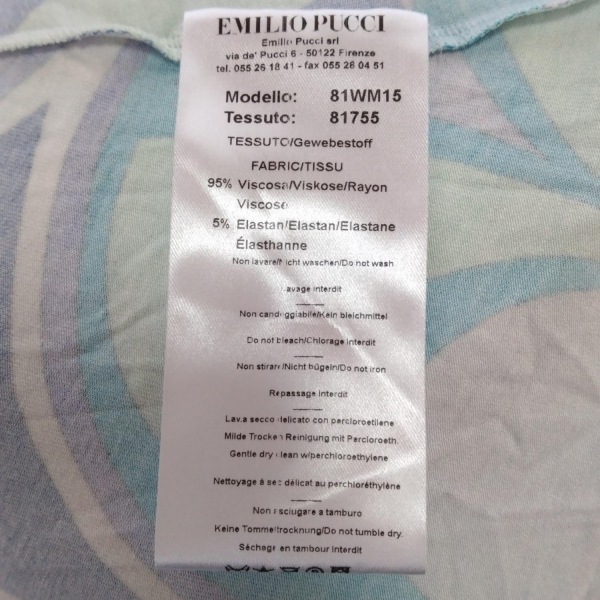 EMILIO PUCCI
Emilio Pucci srl
via de' Pucci 6 - 50122 Firenze
tel. 055 26 18 41 - fax 055 28 04 51
Modello: 81WM15
Tessuto: 81755
TESSUTO/Gewebestoff
FABRIC/TISSU
95% Viscosa/Viskose/Rayon
Viscose
5% Elastan/Elastan/Elastane
Élasthanne
Non lavare/Nicht waschen/Do not wash
Lavage interdit
Non candeggiabile/Kein bleichmittel
Do not bleach/Chlorage interdit
Non stirare/Nicht bügeln/Do not iron
Repassage interdit
Lava secco delicato con percloroetilene
Milde Trocken Reinigung mit Percloroeth.
Gentle dry clean w/perchloroethylene
Nettoyage à sec délicat au perchloréthylène
Non asciugare a tamburo
Keine Tommeltrocknung/Do not tumble dry.
Séchage en tambour interdit